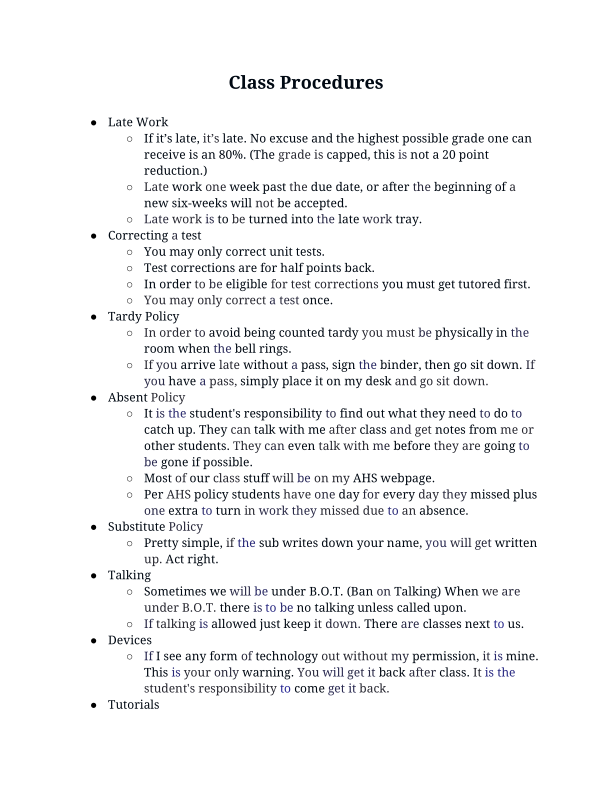 Class Procedures
● Late Work
○ If it's late, it's late. No excuse and the highest possible grade one can
receive is an 80%. (The grade is capped, this is not a 20 point
reduction.)
○ Late work one week past the due date, or after the beginning of a
new six-weeks will not be accepted.
○ Late work is to be turned into the late work tray.
● Correcting a test
○ You may only correct unit tests.
○ Test corrections are for half points back.
○ In order to be eligible for test corrections you must get tutored first.
○ You may only correct a test once.
● Tardy Policy
○ In order to avoid being counted tardy you must be physically in the
room when the bell rings.
○ If you arrive late without a pass, sign the binder, then go sit down. If
you have a pass, simply place it on my desk and go sit down.
● Absent Policy
○ It is the student's responsibility to find out what they need to do to
catch up. They can talk with me after class and get notes from me or
other students. They can even talk with me before they are going to
be gone if possible.
○ Most of our class stuff will be on my AHS webpage.
○ Per AHS policy students have one day for every day they missed plus
one extra to turn in work they missed due to an absence.
● Substitute Policy
○ Pretty simple, if the sub writes down your name, you will get written
up. Act right.
● Talking
○ Sometimes we will be under B.O.T. (Ban on Talking) When we are
under B.O.T. there is to be no talking unless called upon.
○ If talking is allowed just keep it down. There are classes next to us.
● Devices
○ If I see any form of technology out without my permission, it is mine.
This is your only warning. You will get it back after class. It is the
student's responsibility to come get it back.
● Tutorials